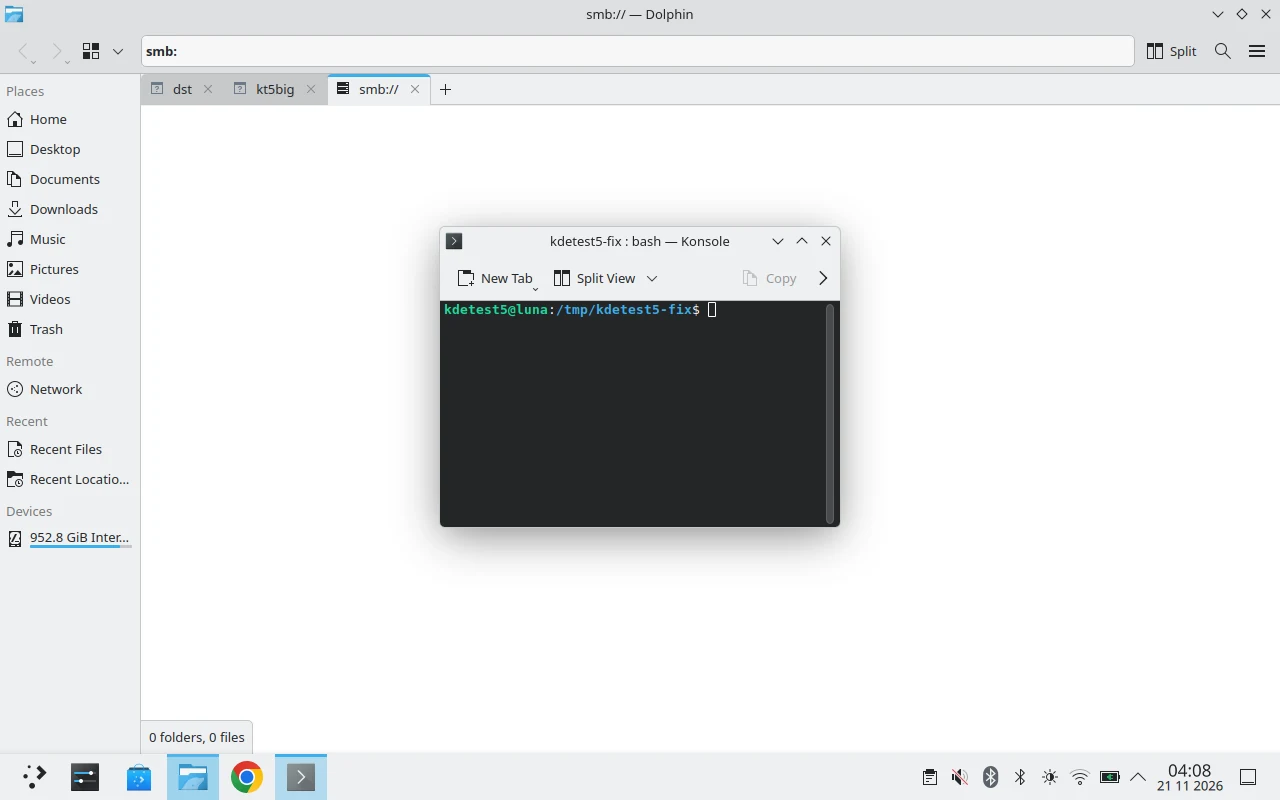 smb:// — Dolphin
smb:
Split
dst
kt5big
smb://
Places
Home
Desktop
Documents
Downloads
Music
Pictures
Videos
Trash
Remote
Network
Recent
Recent Files
Recent Locatio...
Devices
952.8 GiB Inter...
kdetest5-fix : bash — Konsole
New Tab
Split View
Copy
kdetest5@luna:/tmp/kdetest5-fix$
0 folders, 0 files
04:08
21 11 2026